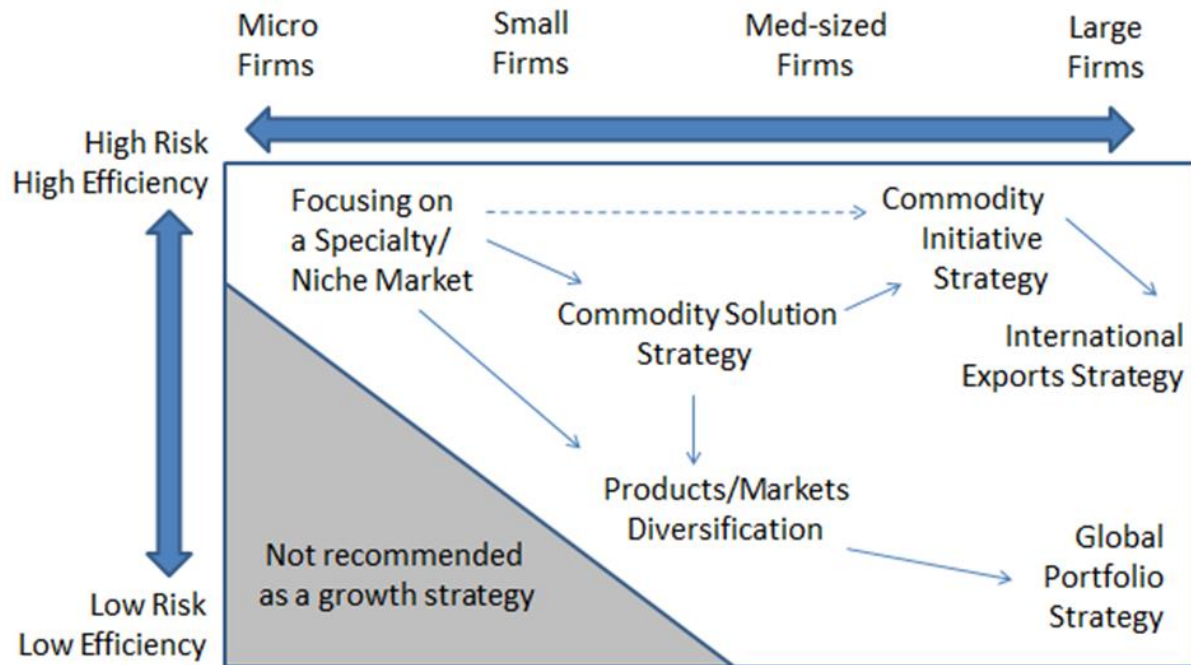 Micro
Firms
Small
Firms
Med-sized
Firms
Large
Firms
High Risk
High Efficiency
Focusing on
a Specialty/
Niche Market
Commodity
Initiative
Strategy
Commodity Solution
Strategy
International
Exports Strategy
Products/Markets
Diversification
Global
Portfolio
Strategy
Not recommended
as a growth strategy
Low Risk
Low Efficiency